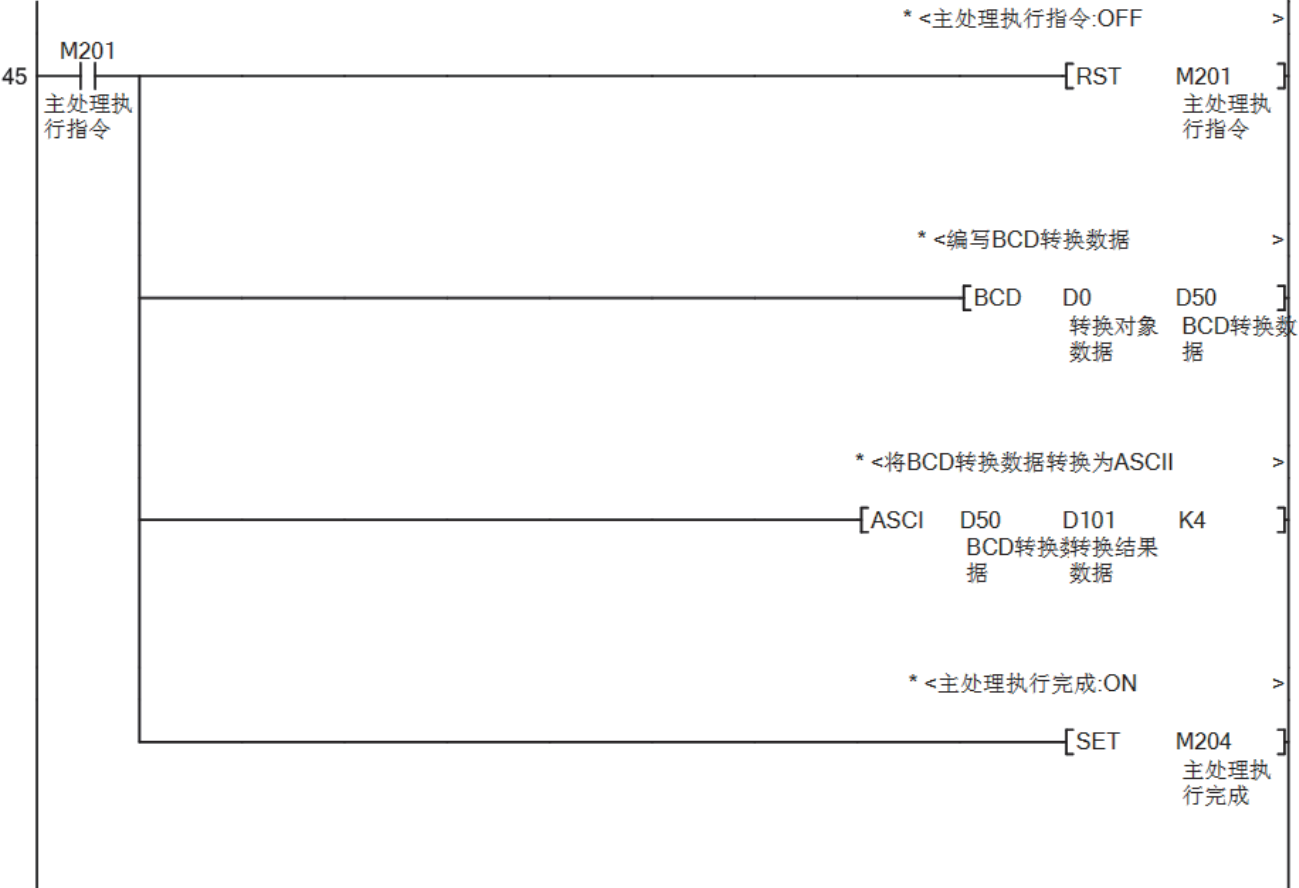 * <主处理执行指令:OFF >
M201
45 [RST M201 ]
主处理执 主处理执
行指令 行指令
* <编写BCD转换数据 >
[BCD D0 D50 ]
转换对象 BCD转换数
数据 据
* <将BCD转换数据转换为ASCII >
[ASCI D50 D101 K4 ]
BCD转换数转换结果
据 数据
* <主处理执行完成:ON >
[SET M204 ]
主处理执
行完成